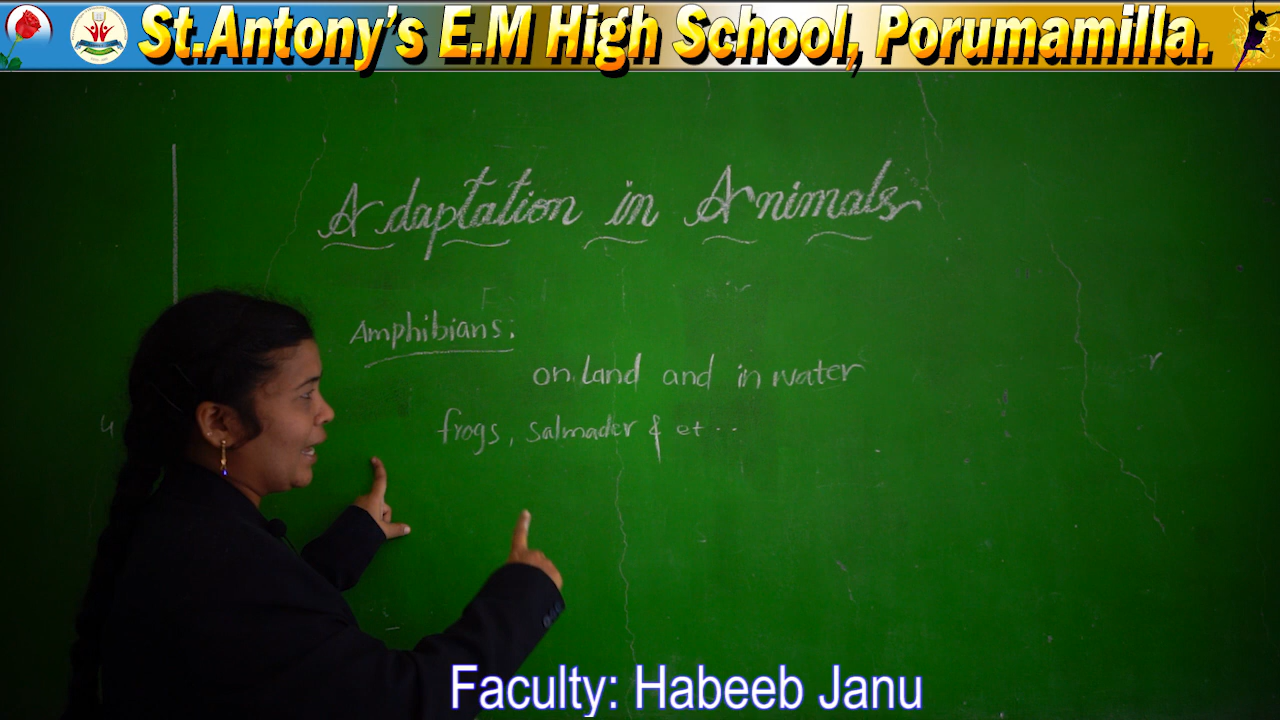 St.Antony's E.M High School, Porumamilla.
Adaptation in Animals
Amphibians:
on land and in water
frogs, Salmader & et...
Faculty: Habeeb Janu